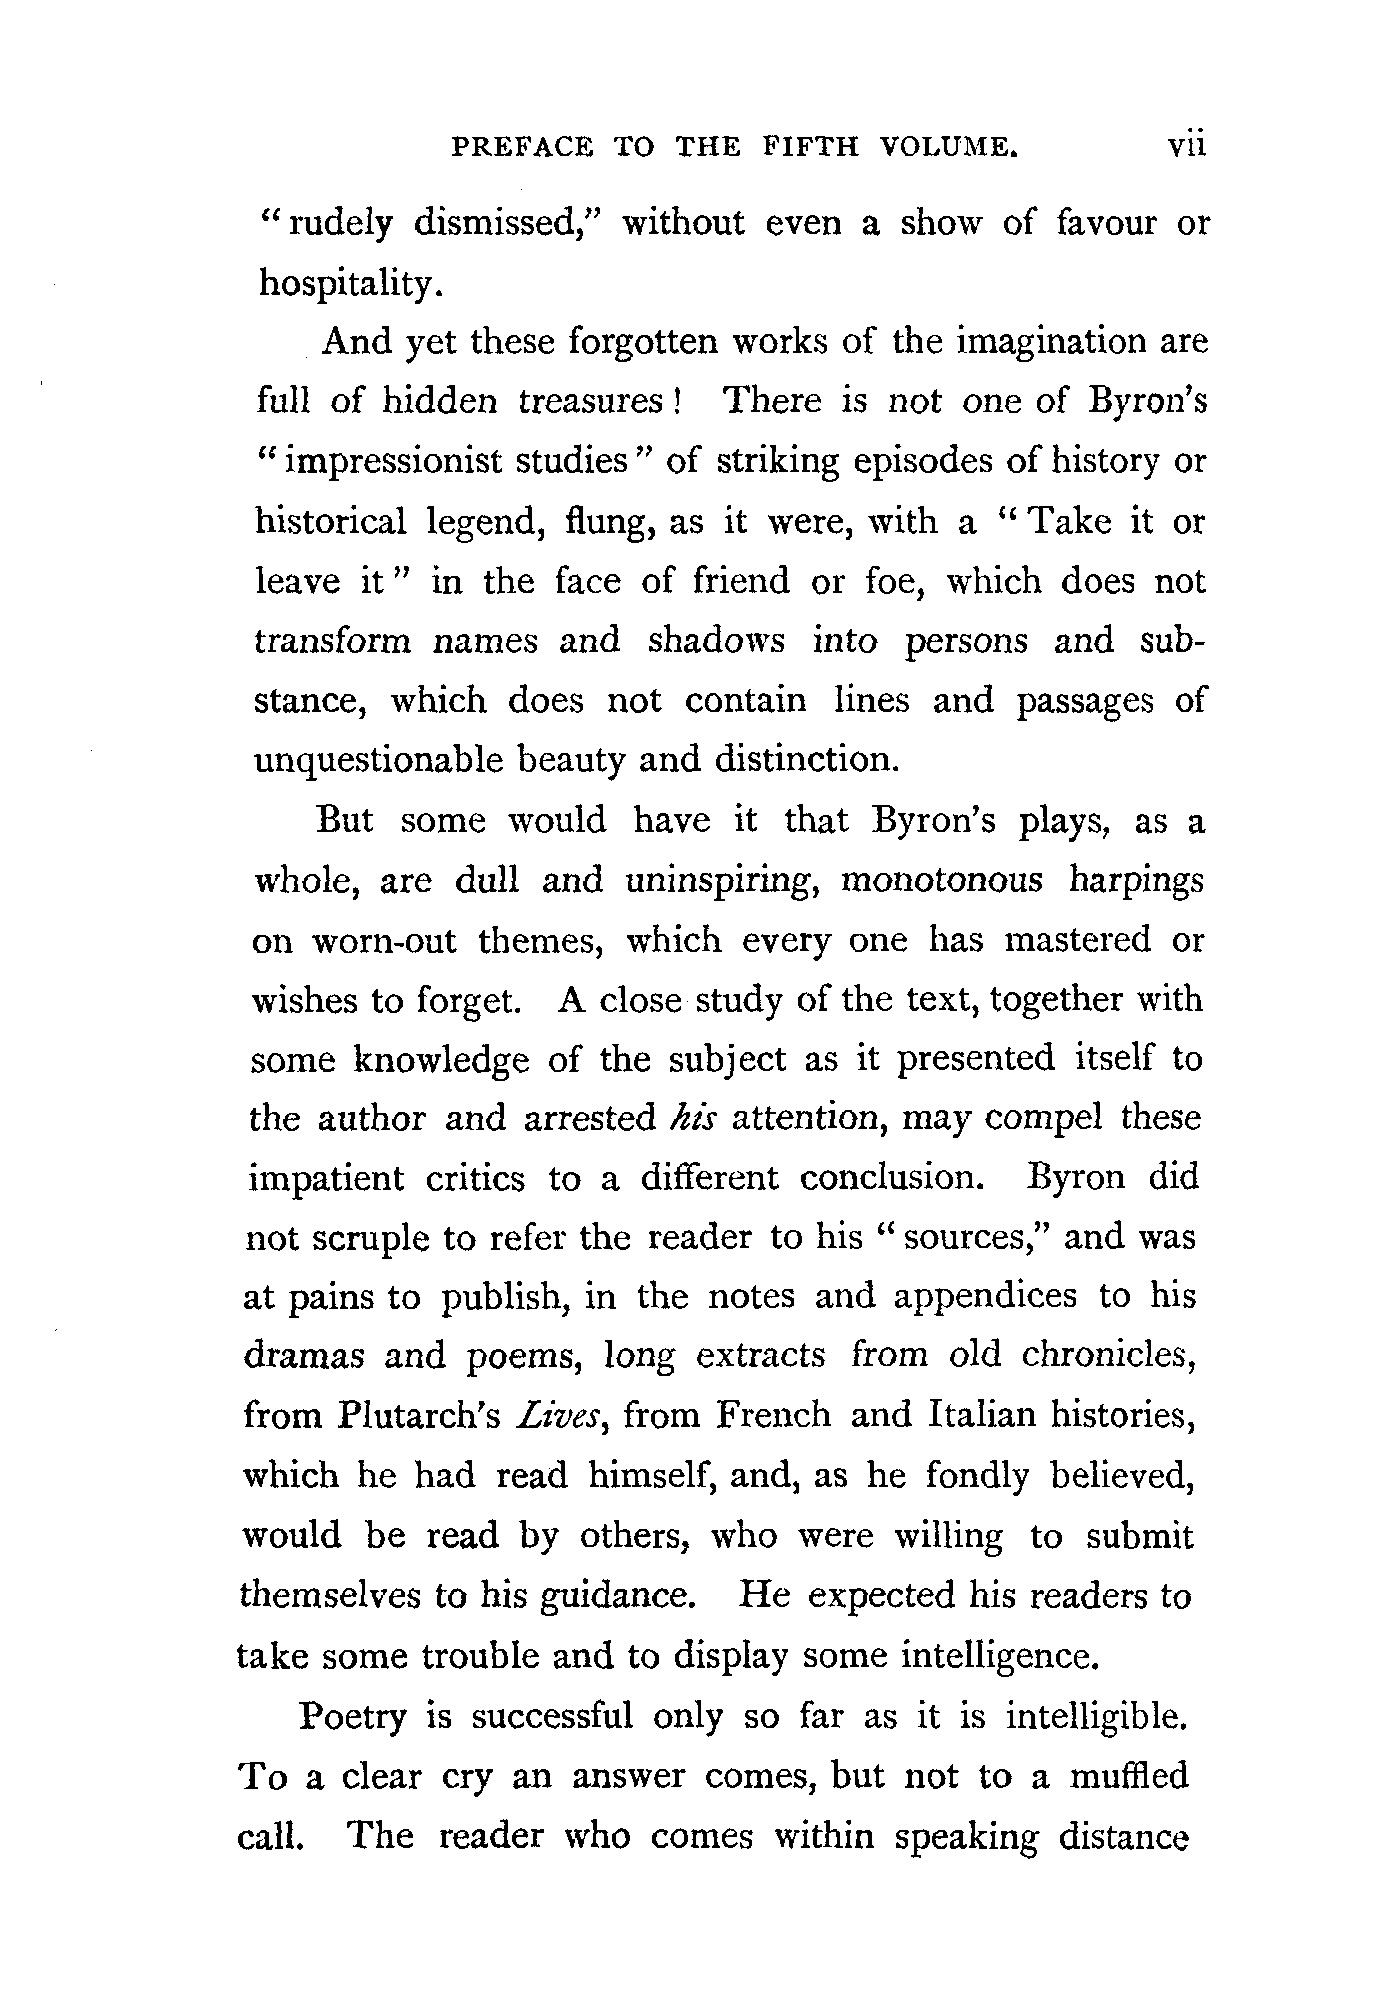 PREFACE TO THE FIFTH VOLUME. vii
“rudely dismissed,” without even a show of favour or
hospitality.
And yet these forgotten works of the imagination are
full of hidden treasures! There is not one of Byron's
“impressionist studies” of striking episodes of history or
historical legend, flung, as it were, with a “Take it or
leave it” in the face of friend or foe, which does not
transform names and shadows into persons and sub-
stance, which does not contain lines and passages of
unquestionable beauty and distinction.
But some would have it that Byron's plays, as a
whole, are dull and uninspiring, monotonous harpings
on worn-out themes, which every one has mastered or
wishes to forget. A close study of the text, together with
some knowledge of the subject as it presented itself to
the author and arrested his attention, may compel these
impatient critics to a different conclusion. Byron did
not scruple to refer the reader to his “sources,” and was
at pains to publish, in the notes and appendices to his
dramas and poems, long extracts from old chronicles,
from Plutarch's Lives, from French and Italian histories,
which he had read himself, and, as he fondly believed,
would be read by others, who were willing to submit
themselves to his guidance. He expected his readers to
take some trouble and to display some intelligence.
Poetry is successful only so far as it is intelligible.
To a clear cry an answer comes, but not to a muffled
call. The reader who comes within speaking distance